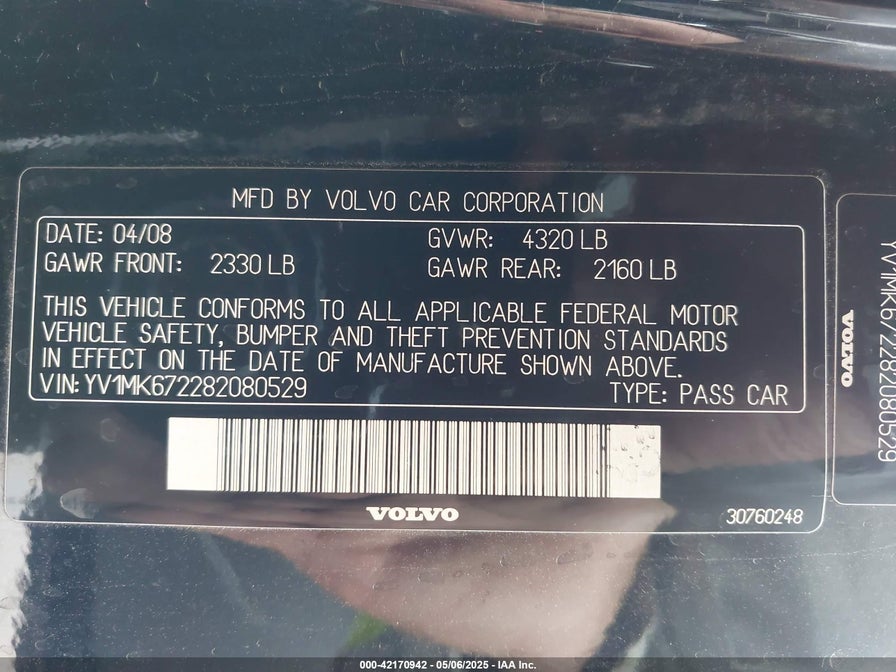 MFD BY VOLVO CAR CORPORATION
DATE: 04/08 GVWR: 4320 LB
GAWR FRONT: 2330 LB GAWR REAR: 2160 LB
THIS VEHICLE CONFORMS TO ALL APPLICABLE FEDERAL MOTOR
VEHICLE SAFETY, BUMPER AND THEFT PREVENTION STANDARDS
IN EFFECT ON THE DATE OF MANUFACTURE SHOWN ABOVE.
VIN: YV1MK672282080529 TYPE: PASS CAR
VOLVO
30760248
VOLVO
YV1MK672282080529
000-42170942 - 05/06/2025 - IAA Inc.